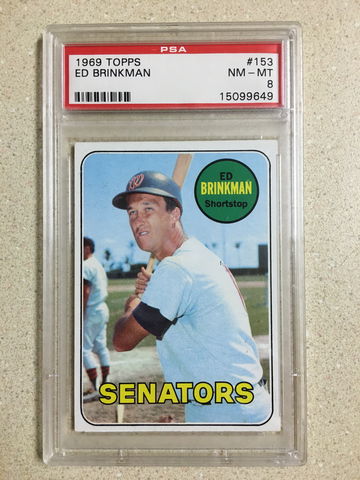 PSA
1969 TOPPS #153
ED BRINKMAN NM-MT
8
15099649
ED
BRINKMAN
Shortstop
W
SENATORS